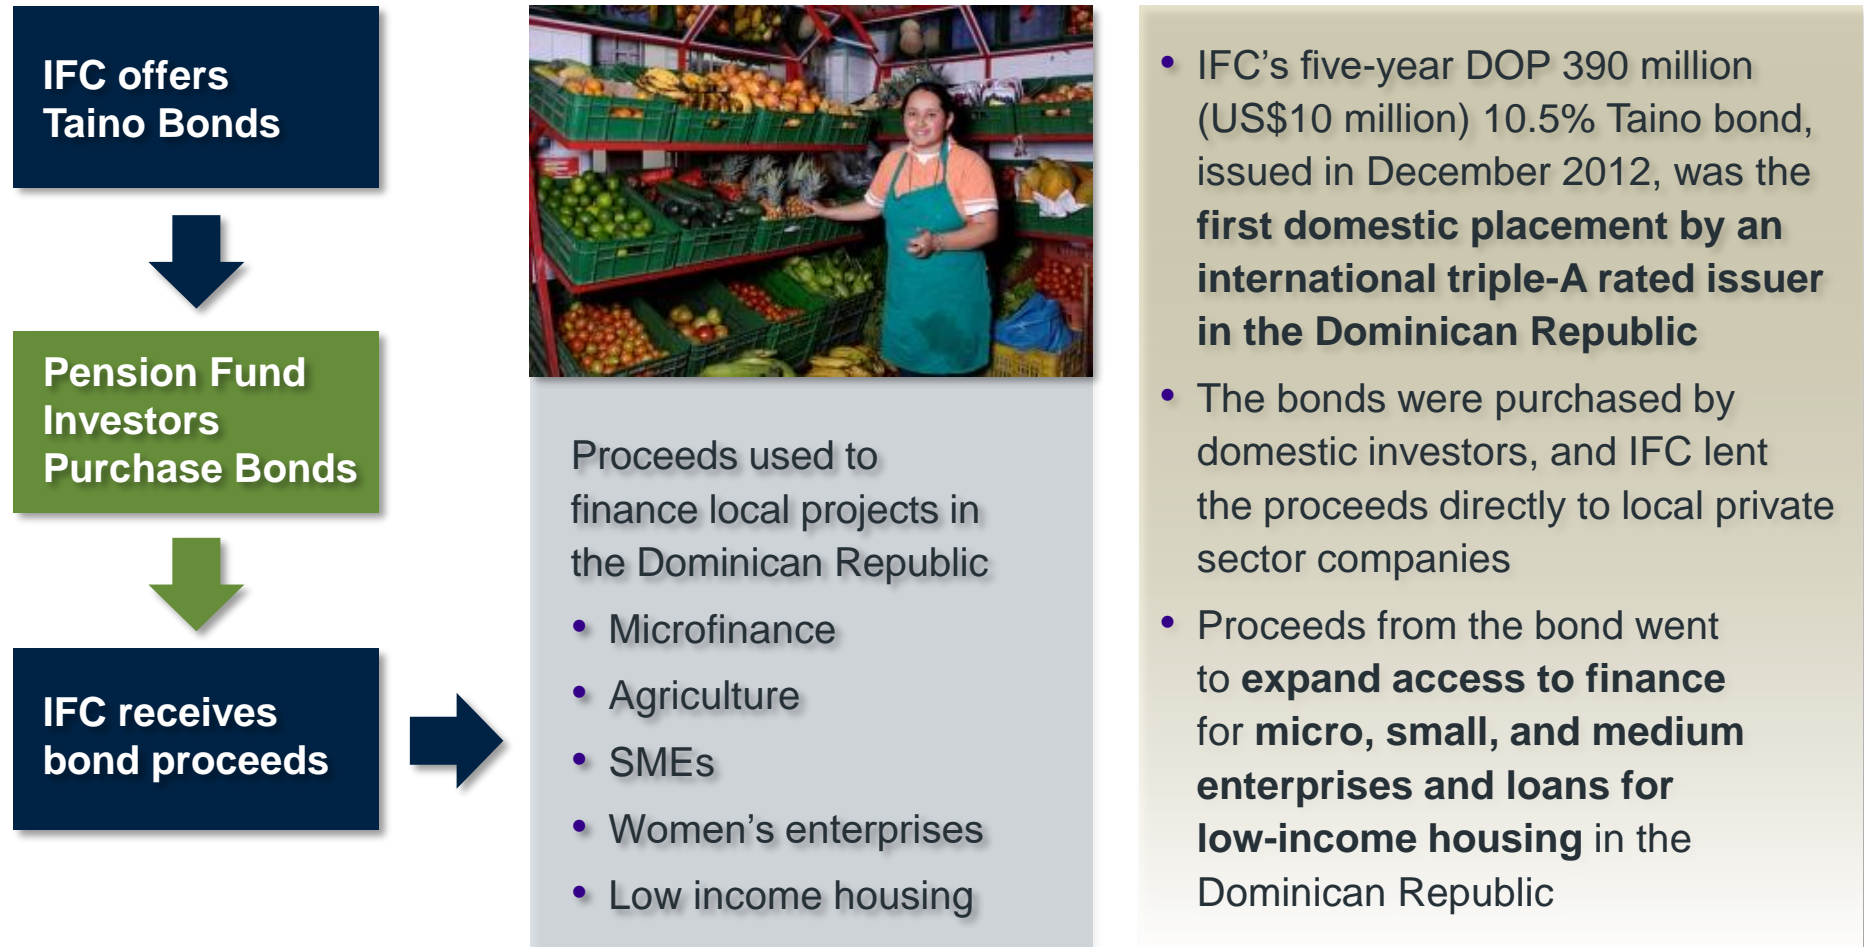 IFC offers
Taino Bonds
Pension Fund
Investors
Purchase Bonds
IFC receives
bond proceeds
Proceeds used to
finance local projects in
the Dominican Republic
• Microfinance
• Agriculture
• SMEs
• Women’s enterprises
• Low income housing
• IFC’s five-year DOP 390 million
(US$10 million) 10.5% Taino bond,
issued in December 2012, was the
first domestic placement by an
international triple-A rated issuer
in the Dominican Republic
• The bonds were purchased by
domestic investors, and IFC lent
the proceeds directly to local private
sector companies
• Proceeds from the bond went
to expand access to finance
for micro, small, and medium
enterprises and loans for
low-income housing in the
Dominican Republic